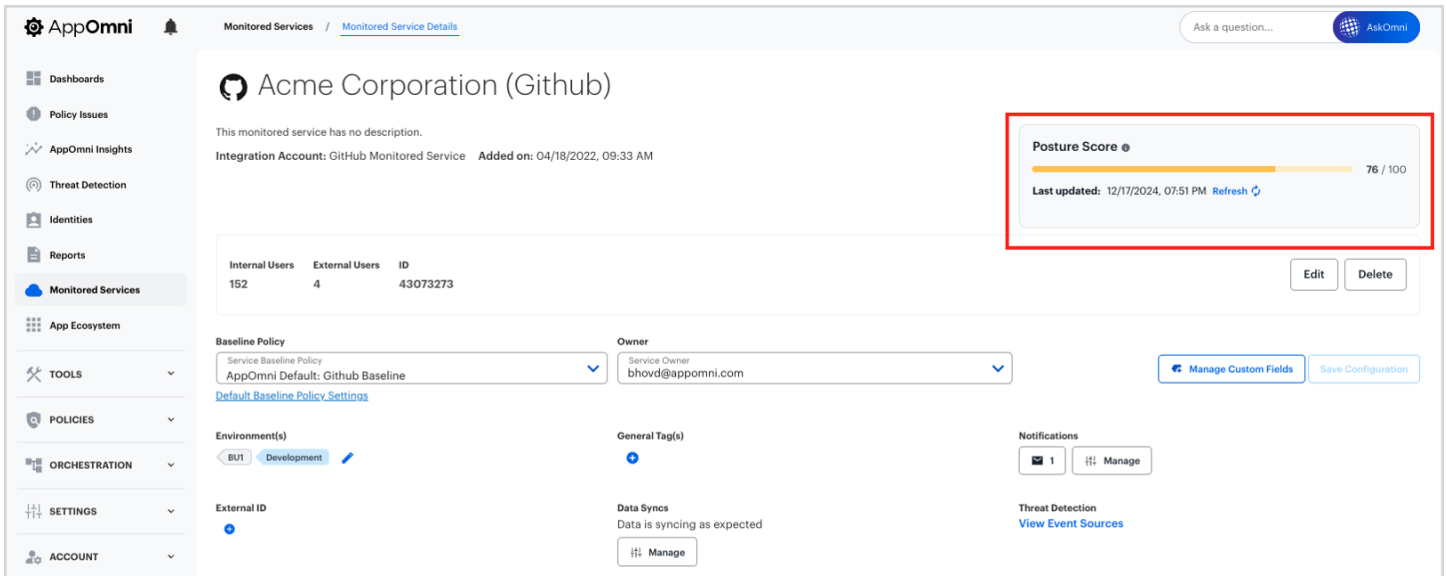 AppOmni
Monitored Services / Monitored Service Details
Ask a question...
AskOmni
Dashboards
Policy Issues
AppOmni Insights
Threat Detection
Identities
Reports
Monitored Services
App Ecosystem
TOOLS
POLICIES
ORCHESTRATION
SETTINGS
ACCOUNT
Acme Corporation (Github)
This monitored service has no description.
Integration Account: GitHub Monitored Service Added on: 04/18/2022, 09:33 AM
Posture Score
76 / 100
Last updated: 12/17/2024, 07:51 PM Refresh
Internal Users External Users ID
152 4 43073273
Edit Delete
Baseline Policy
Service Baseline Policy
AppOmni Default: Github Baseline
Default Baseline Policy Settings
Owner
Service Owner
bhovd@appomni.com
Manage Custom Fields Save Configuration
Environment(s)
BU1 Development
General Tag(s)
Notifications
1 Manage
External ID
Data Syncs
Data is syncing as expected
Manage
Threat Detection
View Event Sources